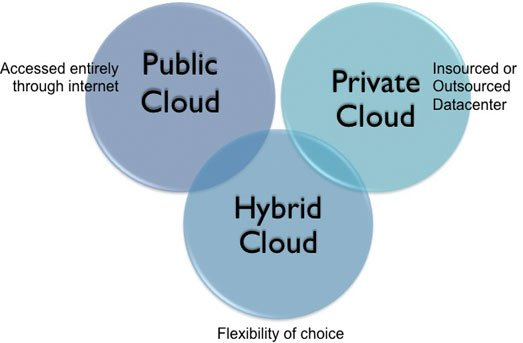 Accessed entirely
through internet
Public
Cloud
Private
Cloud
Insourced or
Outsourced
Datacenter
Hybrid
Cloud
Flexibility of choice